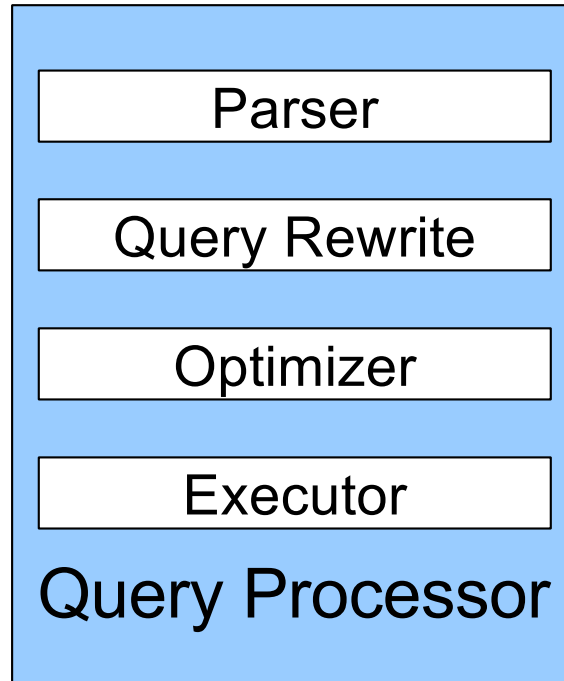 Parser
Query Rewrite
Optimizer
Executor
Query Processor